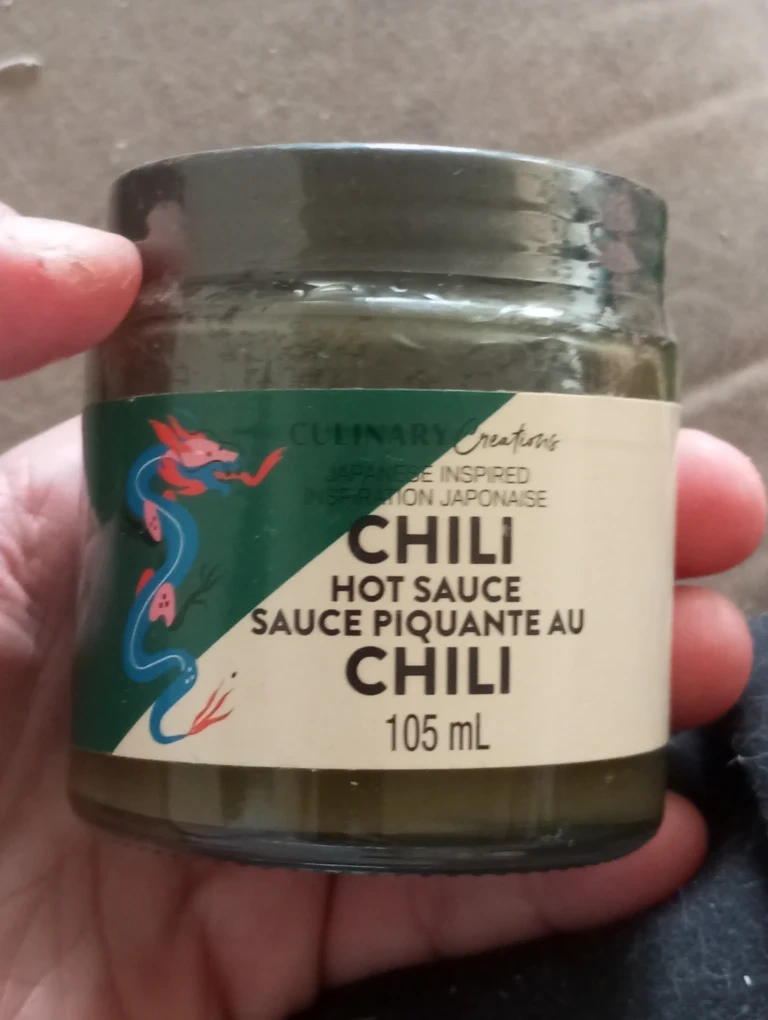 CULINARY Creations
JAPANESE INSPIRED
INSPIRATION JAPONAISE
CHILI
HOT SAUCE
SAUCE PIQUANTE AU
CHILI
105 mL